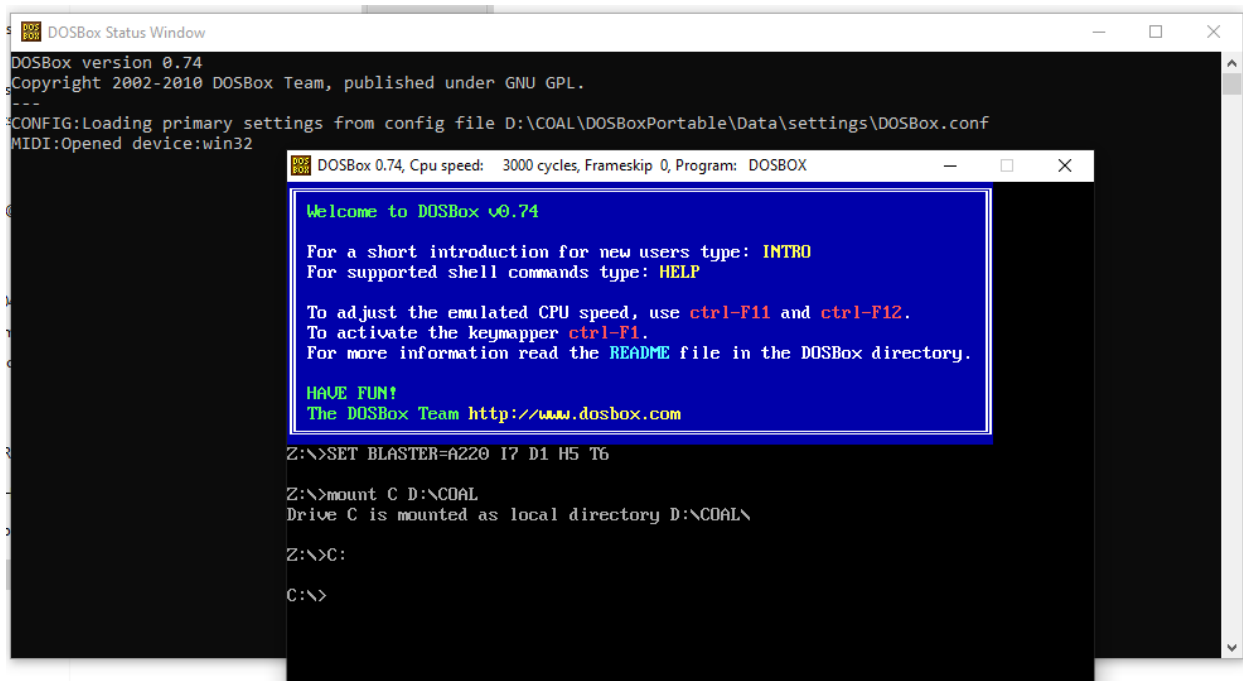 DOSBox Status Window
DOSBox version 0.74
Copyright 2002-2010 DOSBox Team, published under GNU GPL.
---
CONFIG:Loading primary settings from config file D:\COAL\DOSBoxPortable\Data\settings\DOSBox.conf
MIDI:Opened device:win32
DOSBox 0.74, Cpu speed: 3000 cycles, Frameskip 0, Program: DOSBOX
Welcome to DOSBox v0.74
For a short introduction for new users type: INTRO
For supported shell commands type: HELP
To adjust the emulated CPU speed, use ctrl-F11 and ctrl-F12.
To activate the keymapper ctrl-F1.
For more information read the README file in the DOSBox directory.
HAVE FUN!
The DOSBox Team http://www.dosbox.com
Z:\>SET BLASTER=A220 I7 D1 H5 T6
Z:\>mount C D:\COAL
Drive C is mounted as local directory D:\COAL\
Z:\>C:
C:\>